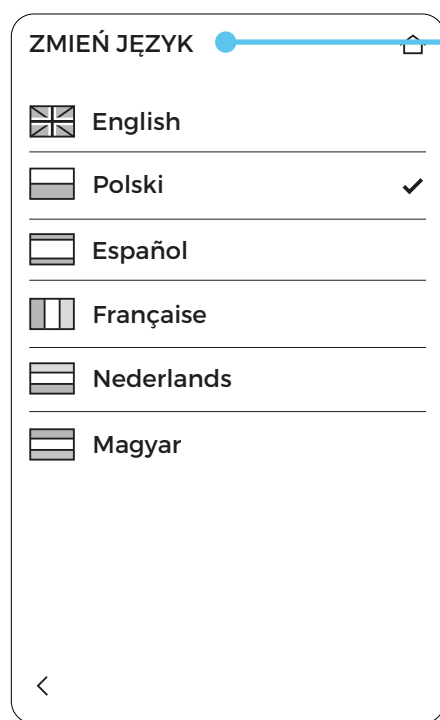 ZMIEŃ JĘZYK
English
Polski
Español
Française
Nederlands
Magyar